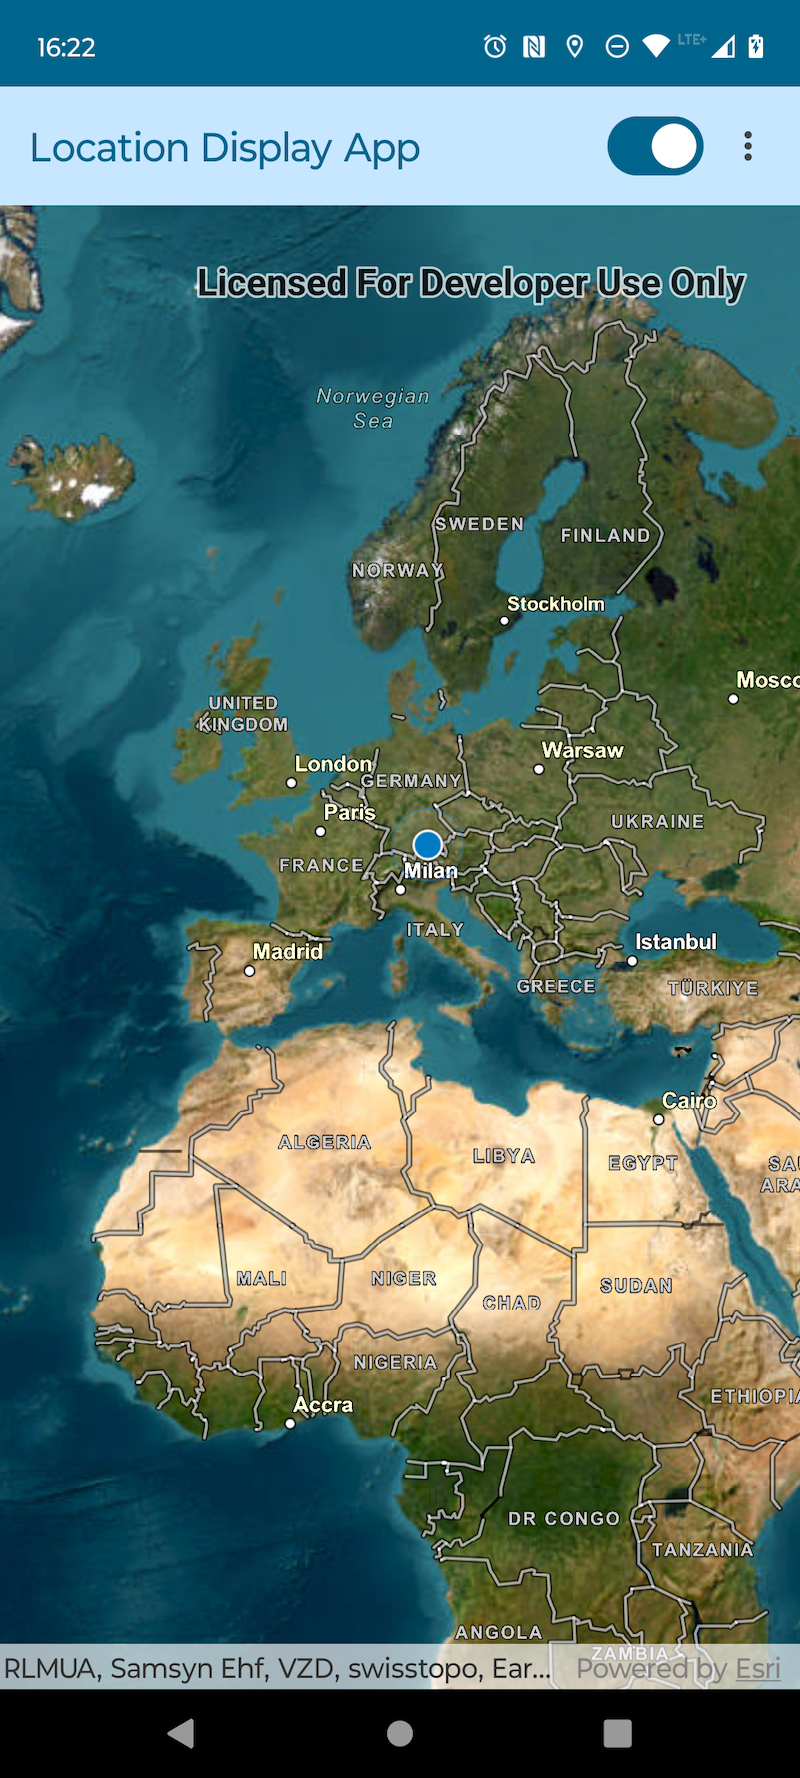 16:22
LTE+
Location Display App
Licensed For Developer Use Only
Norwegian
Sea
SWEDEN
FINLAND
NORWAY
Stockholm
Mosco
UNITED
KINGDOM
Warsaw
London
GERMANY
Paris
UKRAINE
FRANCE
Milan
ITALY
Istanbul
Madrid
GREECE
TÜRKIYE
Cairo
ALGERIA
LIBYA
EGYPT
SAU
ARA
MALI
NIGER
SUDAN
CHAD
NIGERIA
ETHIOPIA
Accra
DR CONGO
TANZANIA
ANGOLA
ZAMBIA
RLMUA, Samsyn Ehf, VZD, swisstopo, Ear... Powered by Esri